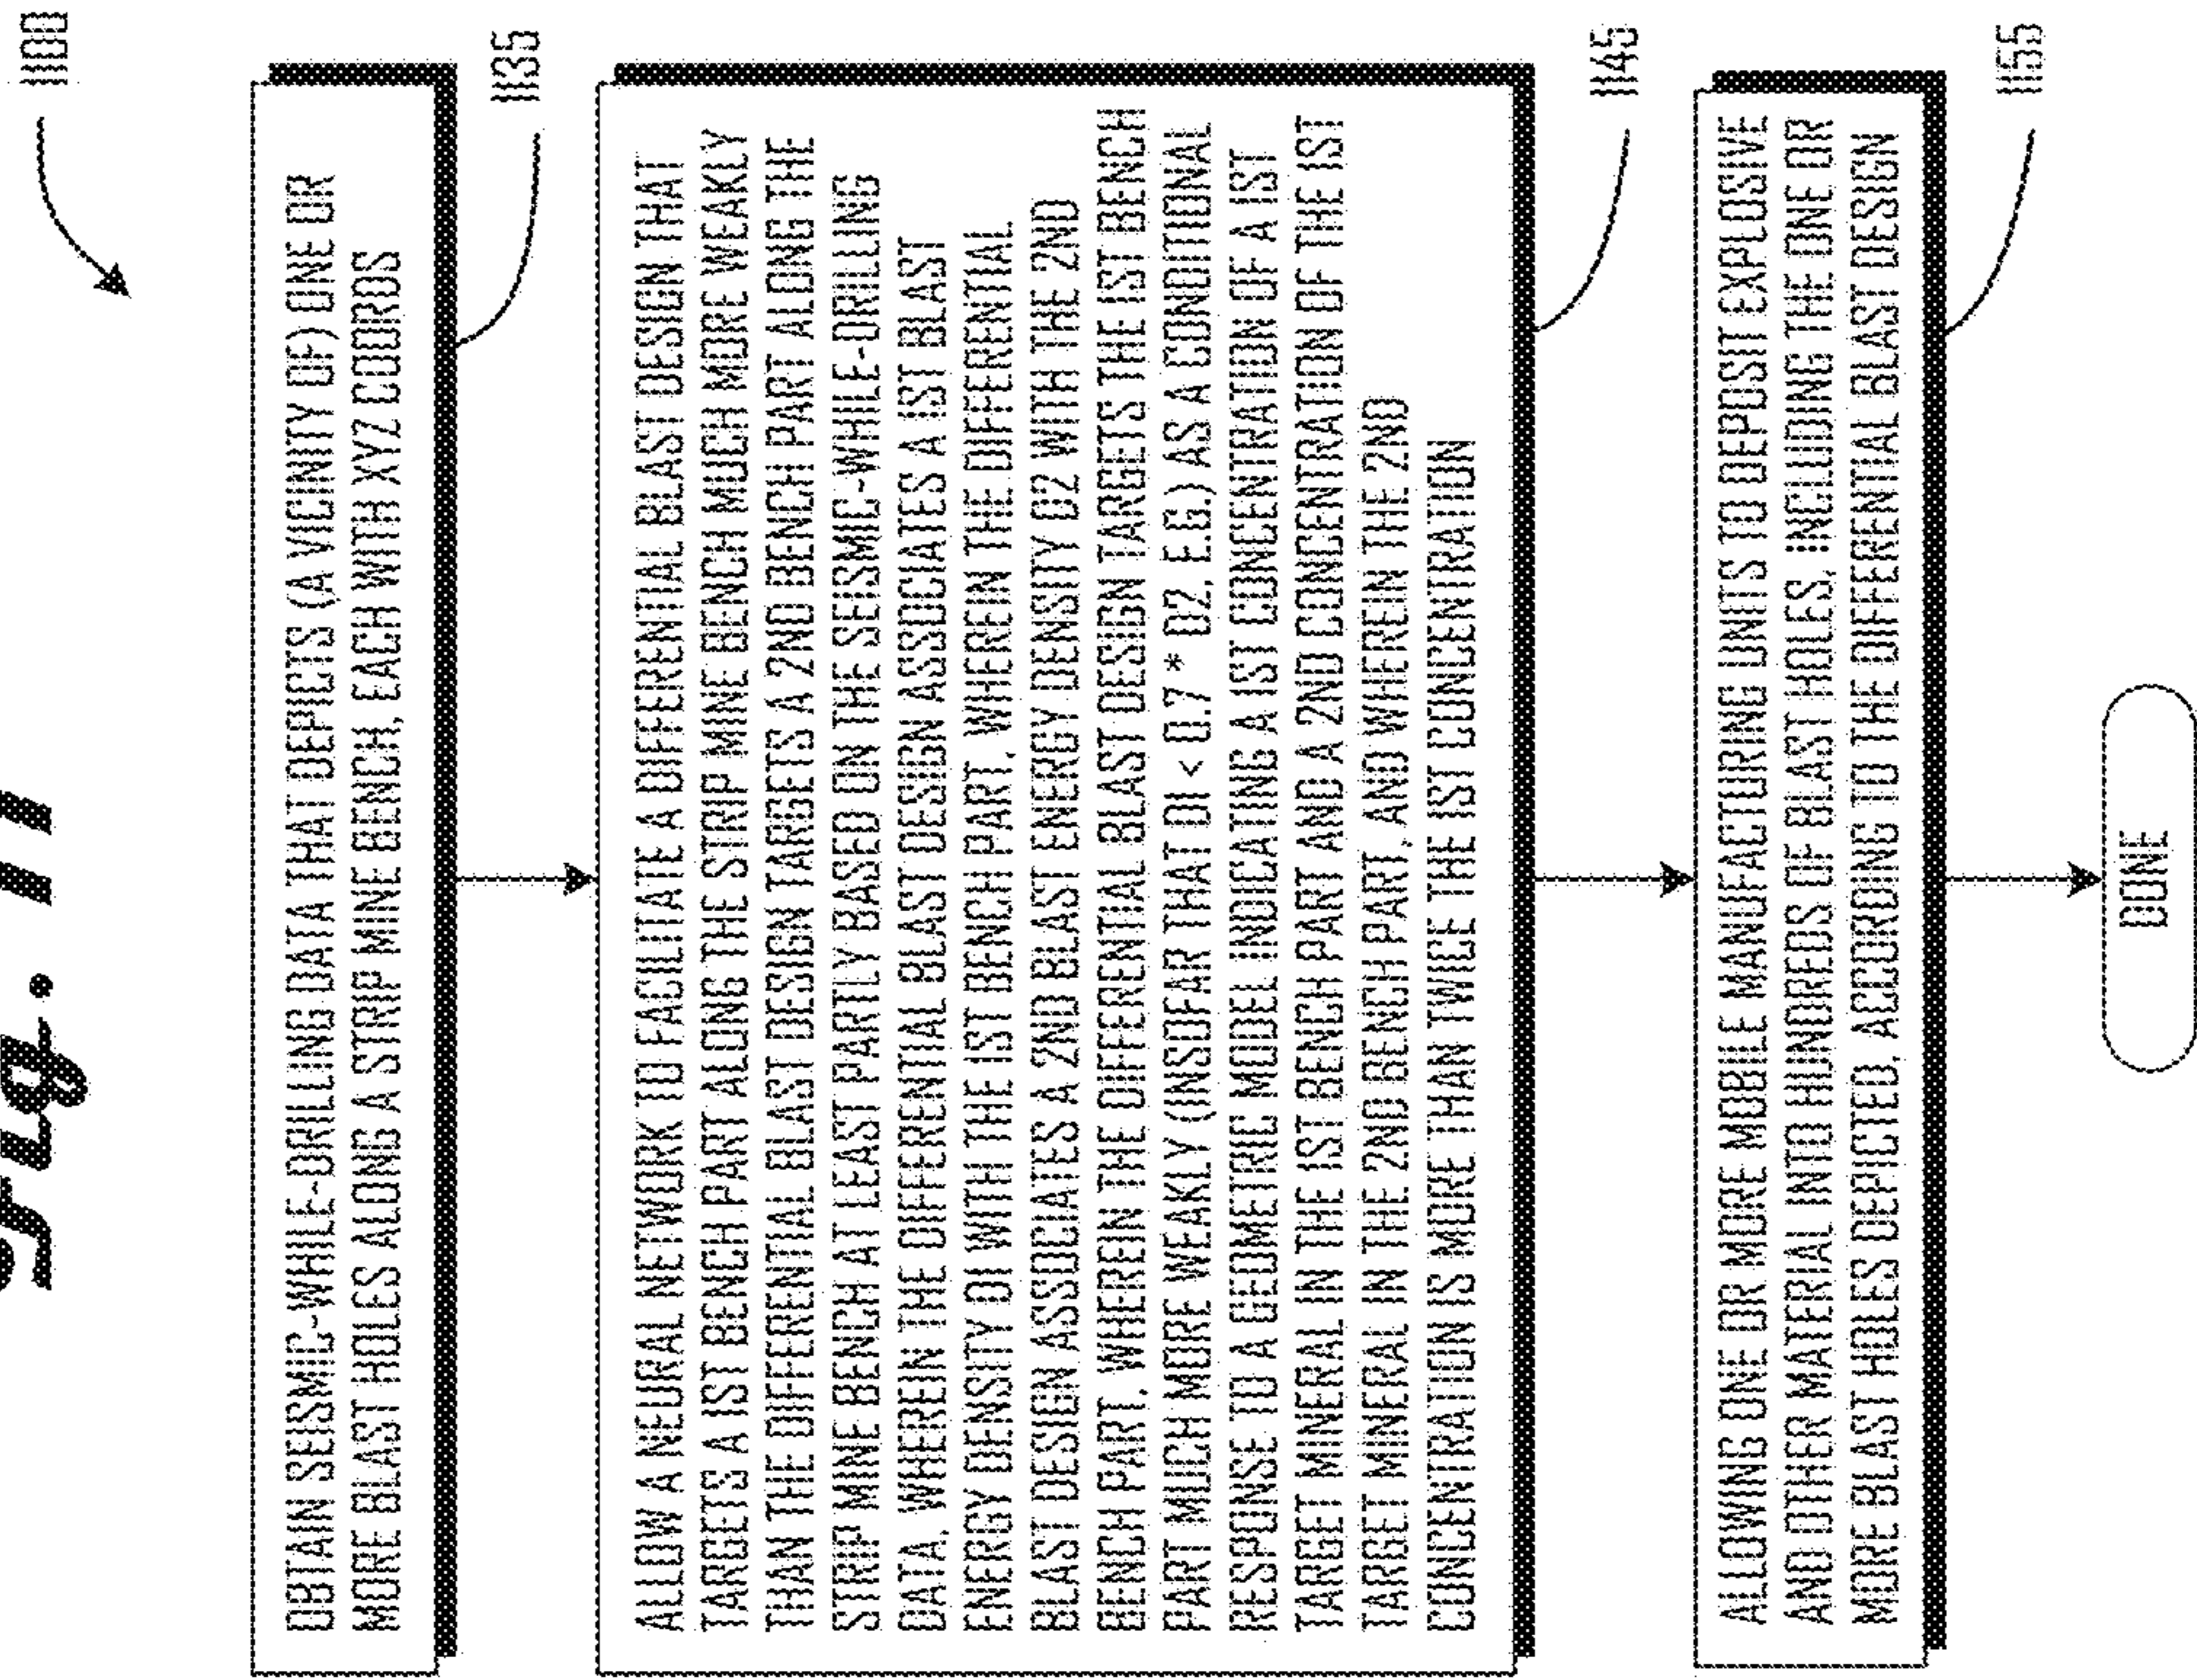 Fig. 11
1100
OBTAIN SEISMIC-WHILE-DRILLING DATA THAT DEPICTS (A VICINITY OF) ONE OR
MORE BLAST HOLES ALONG A STRIP MINE BENCH, EACH WITH XYZ COORDS
1135
ALLOW A NEURAL NETWORK TO FACILITATE A DIFFERENTIAL BLAST DESIGN THAT
TARGETS A 1ST BENCH PART ALONG THE STRIP MINE BENCH MUCH MORE WEAKLY
THAN THE DIFFERENTIAL BLAST DESIGN TARGETS A 2ND BENCH PART ALONG THE
STRIP MINE BENCH AT LEAST PARTLY BASED ON THE SEISMIC-WHILE-DRILLING
DATA, WHEREIN THE DIFFERENTIAL BLAST DESIGN ASSOCIATES A 1ST BLAST
ENERGY DENSITY D1 WITH THE 1ST BENCH PART, WHEREIN THE DIFFERENTIAL
BLAST DESIGN ASSOCIATES A 2ND BLAST ENERGY DENSITY D2 WITH THE 2ND
BENCH PART, WHEREIN THE DIFFERENTIAL BLAST DESIGN TARGETS THE 1ST BENCH
PART MUCH MORE WEAKLY (INSOFAR THAT D1 < 0.7 * D2, E.G.) AS A CONDITIONAL
RESPONSE TO A GEOMETRIC MODEL INDICATING A 1ST CONCENTRATION OF A 1ST
TARGET MINERAL IN THE 1ST BENCH PART AND A 2ND CONCENTRATION OF THE 1ST
TARGET MINERAL IN THE 2ND BENCH PART, AND WHEREIN THE 2ND
CONCENTRATION IS MORE THAN TWICE THE 1ST CONCENTRATION
1145
ALLOWING ONE OR MORE MOBILE MANUFACTURING UNITS TO DEPOSIT EXPLOSIVE
AND OTHER MATERIAL INTO HUNDREDS OF BLAST HOLES, INCLUDING THE ONE OR
MORE BLAST HOLES DEPICTED, ACCORDING TO THE DIFFERENTIAL BLAST DESIGN
1155
DONE